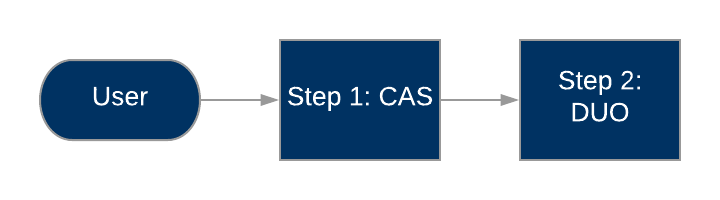 User
Step 1: CAS
Step 2:
DUO